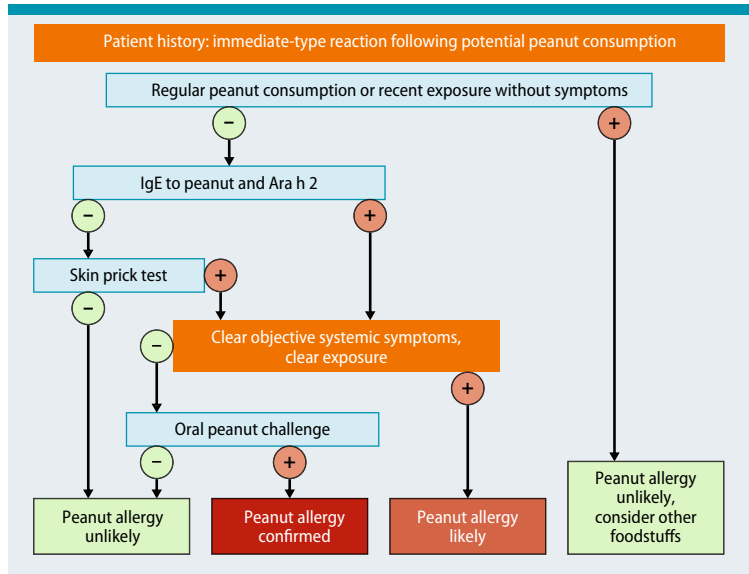 Patient history: immediate-type reaction following potential peanut consumption
Regular peanut consumption or recent exposure without symptoms
−
+
IgE to peanut and Ara h 2
−
+
Skin prick test
+
−
Clear objective systemic symptoms,
clear exposure
−
+
Oral peanut challenge
−
+
Peanut allergy
unlikely
Peanut allergy
confirmed
Peanut allergy
likely
Peanut allergy
unlikely,
consider other
foodstuffs